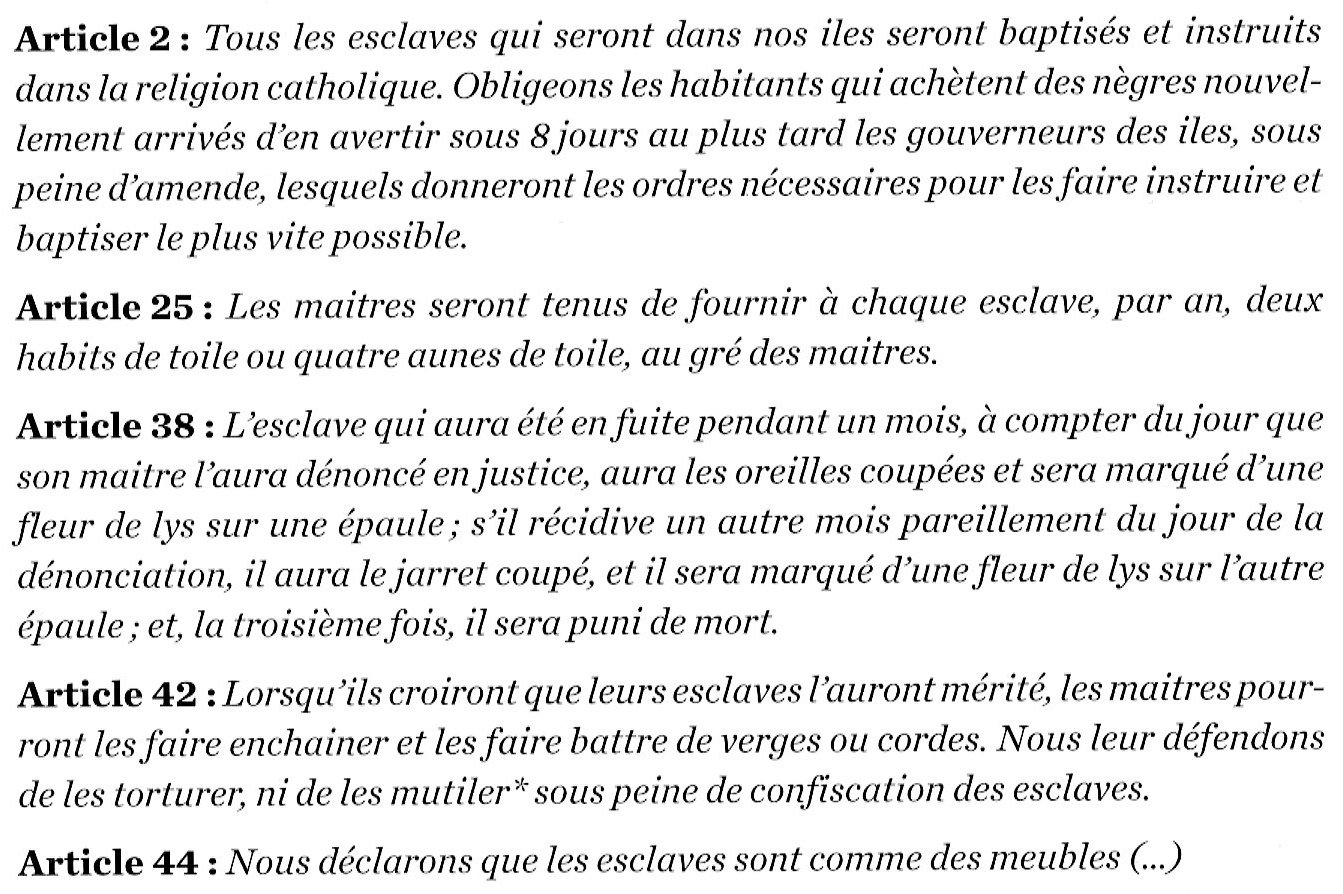 Article 2 : Tous les esclaves qui seront dans nos iles seront baptisés et instruits
dans la religion catholique. Obligeons les habitants qui achètent des nègres nouvel-
lement arrivés d’en avertir sous 8 jours au plus tard les gouverneurs des iles, sous
peine d’amende, lesquels donneront les ordres nécessaires pour les faire instruire et
baptiser le plus vite possible.
Article 25 : Les maitres seront tenus de fournir à chaque esclave, par an, deux
habits de toile ou quatre aunes de toile, au gré des maitres.
Article 38 : L’esclave qui aura été en fuite pendant un mois, à compter du jour que
son maitre l’aura dénoncé en justice, aura les oreilles coupées et sera marqué d’une
fleur de lys sur une épaule ; s’il récidive un autre mois pareillement du jour de la
dénonciation, il aura le jarret coupé, et il sera marqué d’une fleur de lys sur l’autre
épaule ; et, la troisième fois, il sera puni de mort.
Article 42 : Lorsqu’ils croiront que leurs esclaves l’auront mérité, les maitres pour-
ront les faire enchainer et les faire battre de verges ou cordes. Nous leur défendons
de les torturer, ni de les mutiler* sous peine de confiscation des esclaves.
Article 44 : Nous déclarons que les esclaves sont comme des meubles (...)